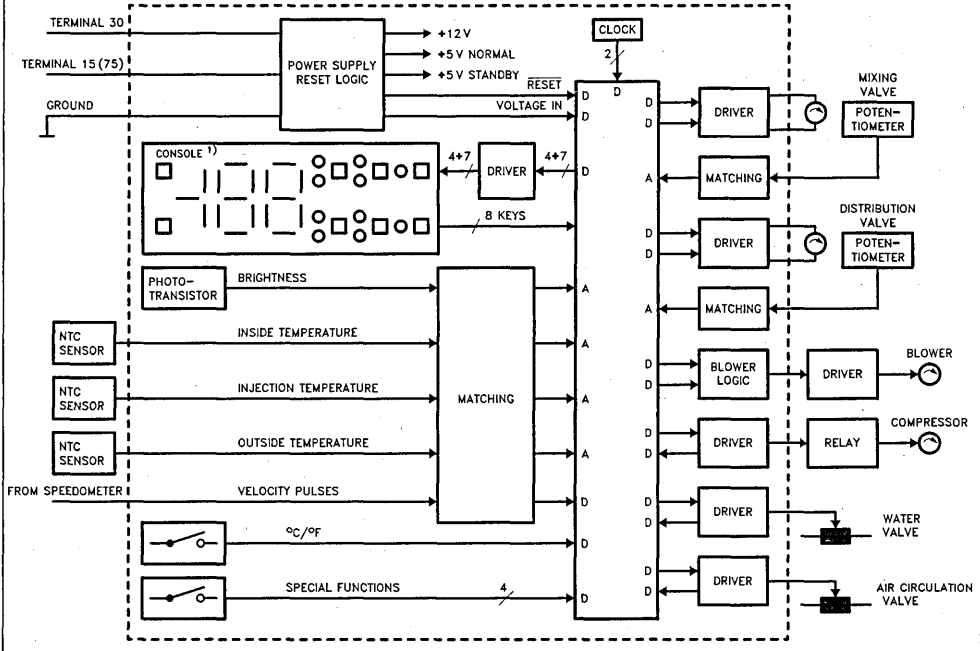 TERMINAL 30
TERMINAL 15 (75)
GROUND
POWER SUPPLY
RESET LOGIC
+12V
+5V NORMAL
+5V STANDBY
RESET
VOLTAGE IN
CLOCK
2
D
D
D
CONSOLE 1)
4+7
DRIVER
4+7
D
8 KEYS
PHOTO-
TRANSISTOR
BRIGHTNESS
A
NTC
SENSOR
INSIDE TEMPERATURE
A
NTC
SENSOR
INJECTION TEMPERATURE
MATCHING
A
NTC
SENSOR
OUTSIDE TEMPERATURE
A
FROM SPEEDOMETER
VELOCITY PULSES
D
°C/°F
D
SPECIAL FUNCTIONS
4
D
D
D
DRIVER
MIXING
VALVE
POTEN-
TIOMETER
A
MATCHING
D
D
DRIVER
DISTRIBUTION
VALVE
POTEN-
TIOMETER
A
MATCHING
D
D
BLOWER
LOGIC
DRIVER
BLOWER
D
D
DRIVER
RELAY
COMPRESSOR
D
D
DRIVER
WATER
VALVE
D
D
DRIVER
AIR CIRCULATION
VALVE